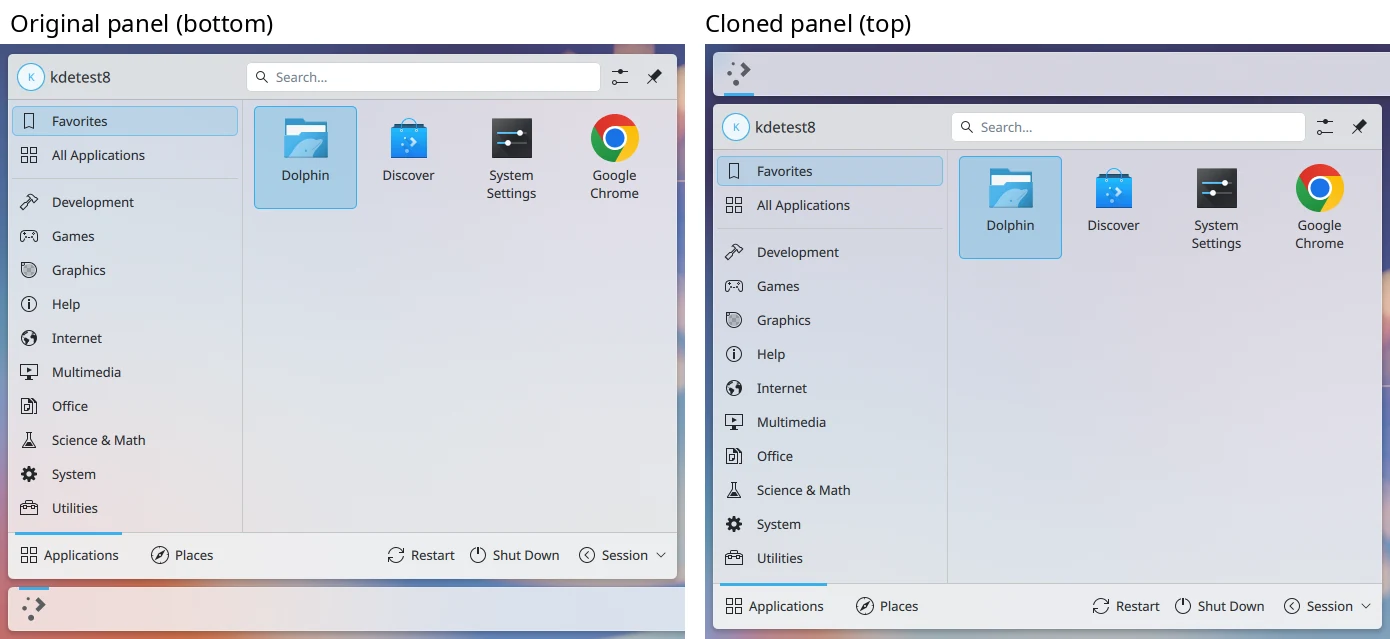 Original panel (bottom)
K kdetest8
Search...
Favorites
All Applications
Development
Games
Graphics
Help
Internet
Multimedia
Office
Science & Math
System
Utilities
Dolphin
Discover
System
Settings
Google
Chrome
Applications Places Restart Shut Down Session
Cloned panel (top)
K kdetest8
Search...
Favorites
All Applications
Development
Games
Graphics
Help
Internet
Multimedia
Office
Science & Math
System
Utilities
Dolphin
Discover
System
Settings
Google
Chrome
Applications Places Restart Shut Down Session